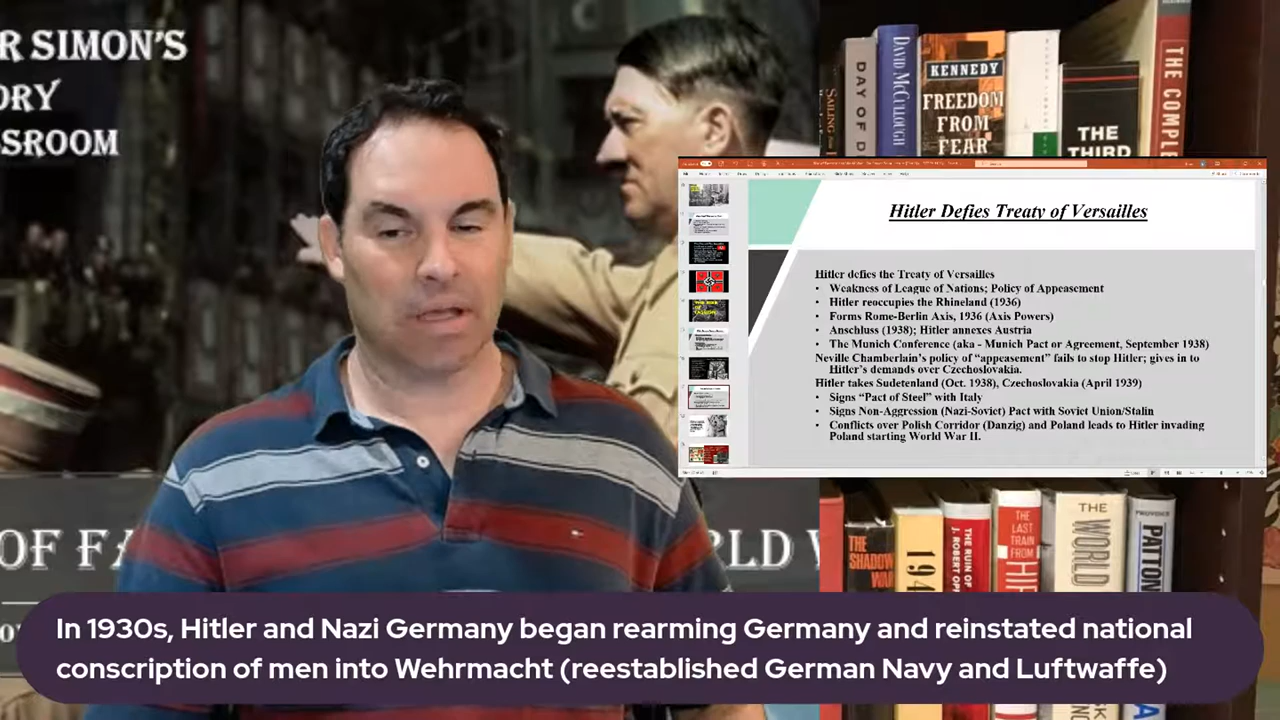 R SIMON'S
ORY
SSROOM
DAY OF D
DAVID McCULLOUGH
KENNEDY
FREEDOM
FROM
FEAR
THE
THIRD
THE COMPLE
Hitler Defies Treaty of Versailles
Hitler defies the Treaty of Versailles
• Weakness of League of Nations; Policy of Appeasement
• Hitler reoccupies the Rhineland (1936)
• Forms Rome-Berlin Axis, 1936 (Axis Powers)
• Anschluss (1938); Hitler annexes Austria
• The Munich Conference (aka - Munich Pact or Agreement, September 1938)
Neville Chamberlain's policy of "appeasement" fails to stop Hitler; gives in to
Hitler's demands over Czechoslovakia.
Hitler takes Sudetenland (Oct. 1938), Czechoslovakia (April 1939)
• Signs "Pact of Steel" with Italy
• Signs Non-Aggression (Nazi-Soviet) Pact with Soviet Union/Stalin
• Conflicts over Polish Corridor (Danzig) and Poland leads to Hitler invading
Poland starting World War II.
OF FA
RLD W
THE
SHADOW
WAR
194
THE RUIN OF
J. ROBERT OP
THE
LAST
TRAIN
FROM
HI
THE
WORLD
PATTON
In 1930s, Hitler and Nazi Germany began rearming Germany and reinstated national
conscription of men into Wehrmacht (reestablished German Navy and Luftwaffe)